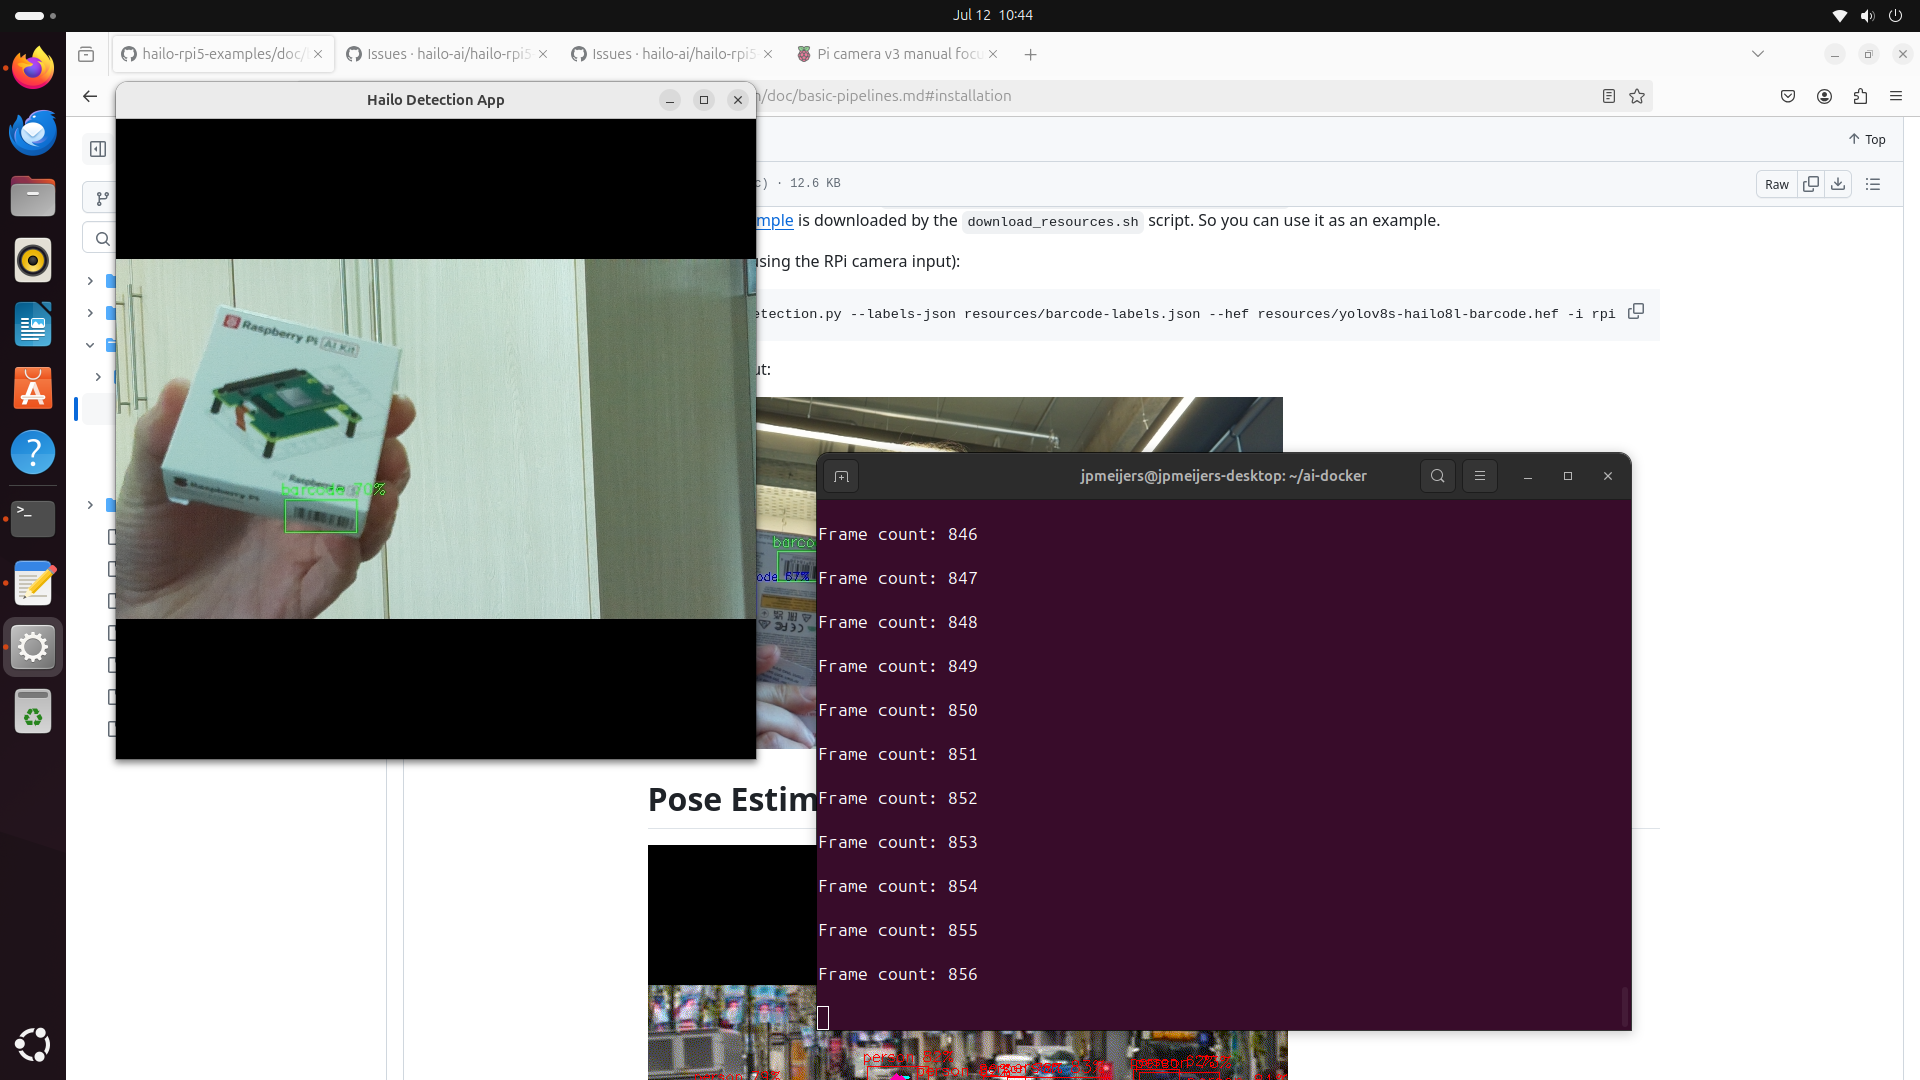 Jul 12 10:44
hailo-rpi5-examples/doc/
Issues · hailo-ai/hailo-rpi5
Issues · hailo-ai/hailo-rpi5
Pi camera v3 manual focu
/doc/basic-pipelines.md#installation
Hailo Detection App
Top
c) · 12.6 KB
Raw
mple is downloaded by the download_resources.sh script. So you can use it as an example.
using the RPi camera input):
etection.py --labels-json resources/barcode-labels.json --hef resources/yolov8s-hailo8l-barcode.hef -i rpi
ut:
Raspberry Pi AI Kit
Raspberry Pi
Raspberry Pi
barcode 70%
barco
ode 67%
jpmeijers@jpmeijers-desktop: ~/ai-docker
Frame count: 846
Frame count: 847
Frame count: 848
Frame count: 849
Frame count: 850
Frame count: 851
Frame count: 852
Frame count: 853
Frame count: 854
Frame count: 855
Frame count: 856
Pose Estim